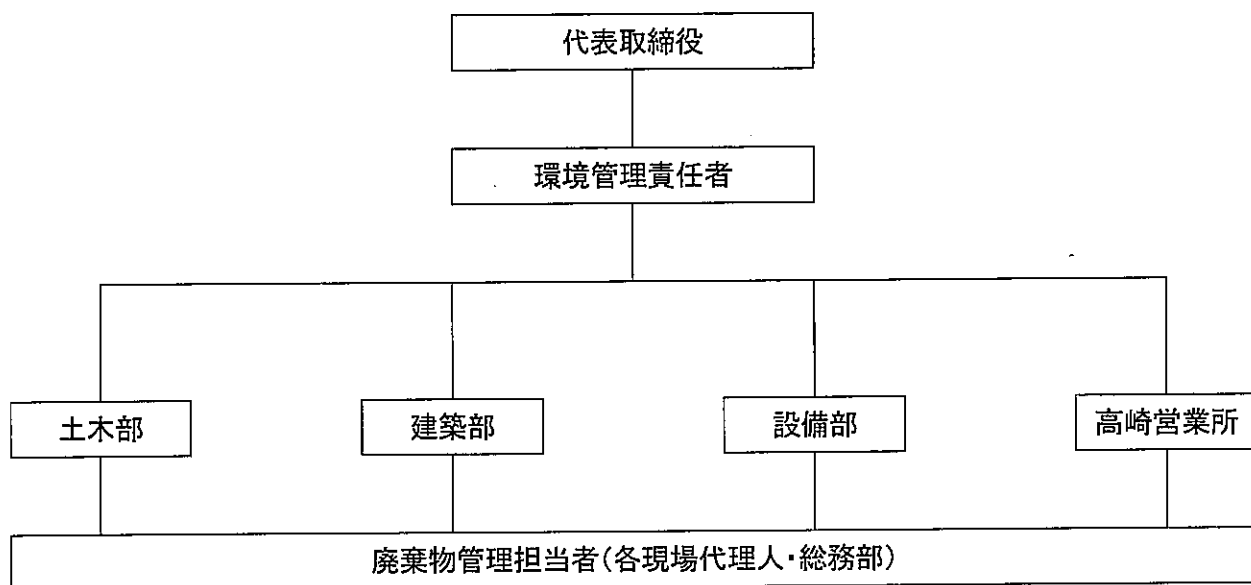 代表取締役
環境管理責任者
土木部
建築部
設備部
高崎営業所
廃棄物管理担当者(各現場代理人・総務部)